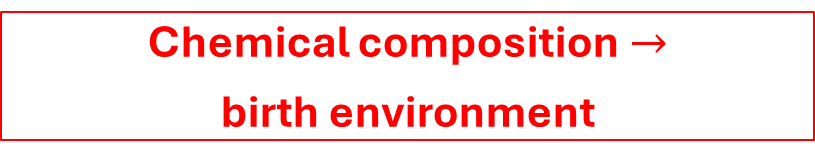 Chemical composition →
birth environment